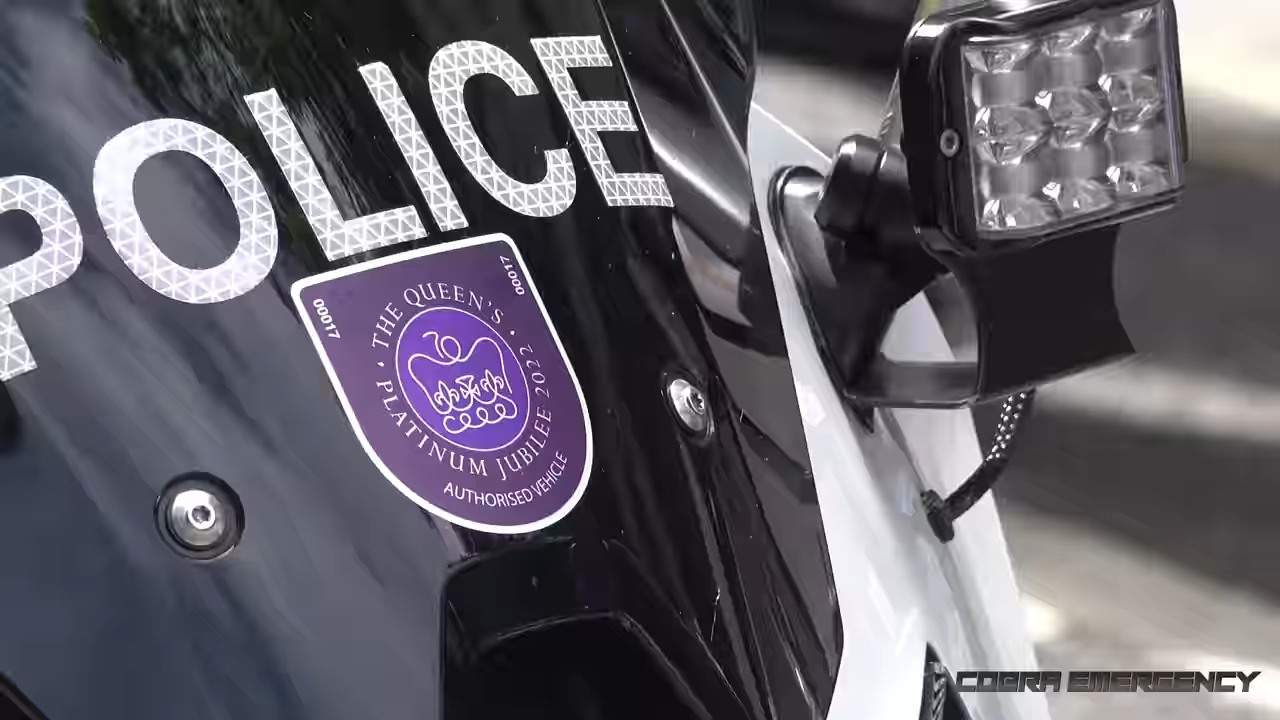 POLICE
00017
00017
· THE QUEEN'S ·
PLATINUM JUBILEE 2022
AUTHORISED VEHICLE
COBRA EMERGENCY